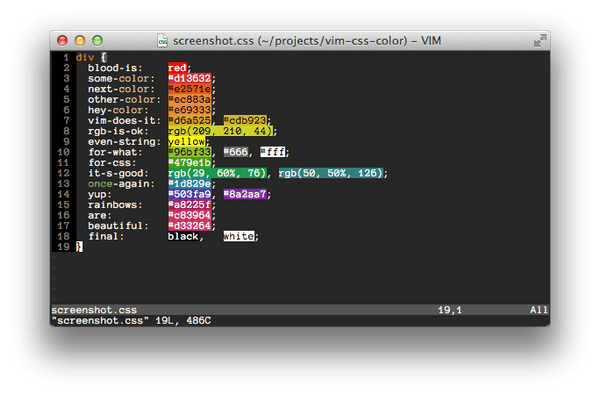 screenshot.css (~/projects/vim-css-color) – VIM
1 div {
2 blood-is: red;
3 some-color: #d13632;
4 next-color: #e2571e;
5 other-color: #ec883a;
6 hey-color: #e69333;
7 vim-does-it: #d6a525, #cdb923;
8 rgb-is-ok: rgb(209, 210, 44);
9 even-string: yellow;
10 for-what: #96bf33, #666, #fff;
11 for-css: #479e1b;
12 it-s-good: rgb(29, 60%, 76), rgb(50, 50%, 126);
13 once-again: #1d829e;
14 yup: #503fa9, #8a2aa7;
15 rainbows: #a8225f;
16 are: #c83964;
17 beautiful: #d33264;
18 final: black, white;
19 }
~
~
~
~
screenshot.css 19,1 All
"screenshot.css" 19L, 486C